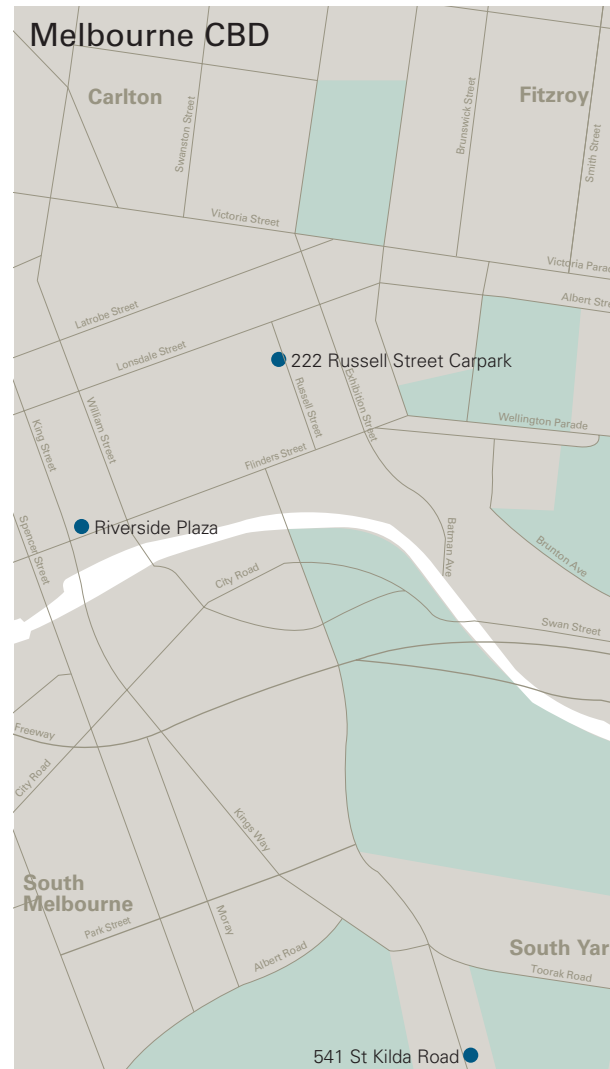 Melbourne CBD
Carlton
Fitzroy
Swanston Street
Brunswick Street
Smith Street
Victoria Street
Victoria Para
Albert Stre
Latrobe Street
Lonsdale Street
222 Russell Street Carpark
Russell Street
Exhibition Street
William Street
King Street
Wellington Parade
Flinders Street
Spencer Street
Riverside Plaza
Batman Ave
Brunton Ave
City Road
Swan Street
Freeway
City Road
Kings Way
South
Melbourne
Park Street
Moray
Albert Road
South Yar
Toorak Road
541 St Kilda Road